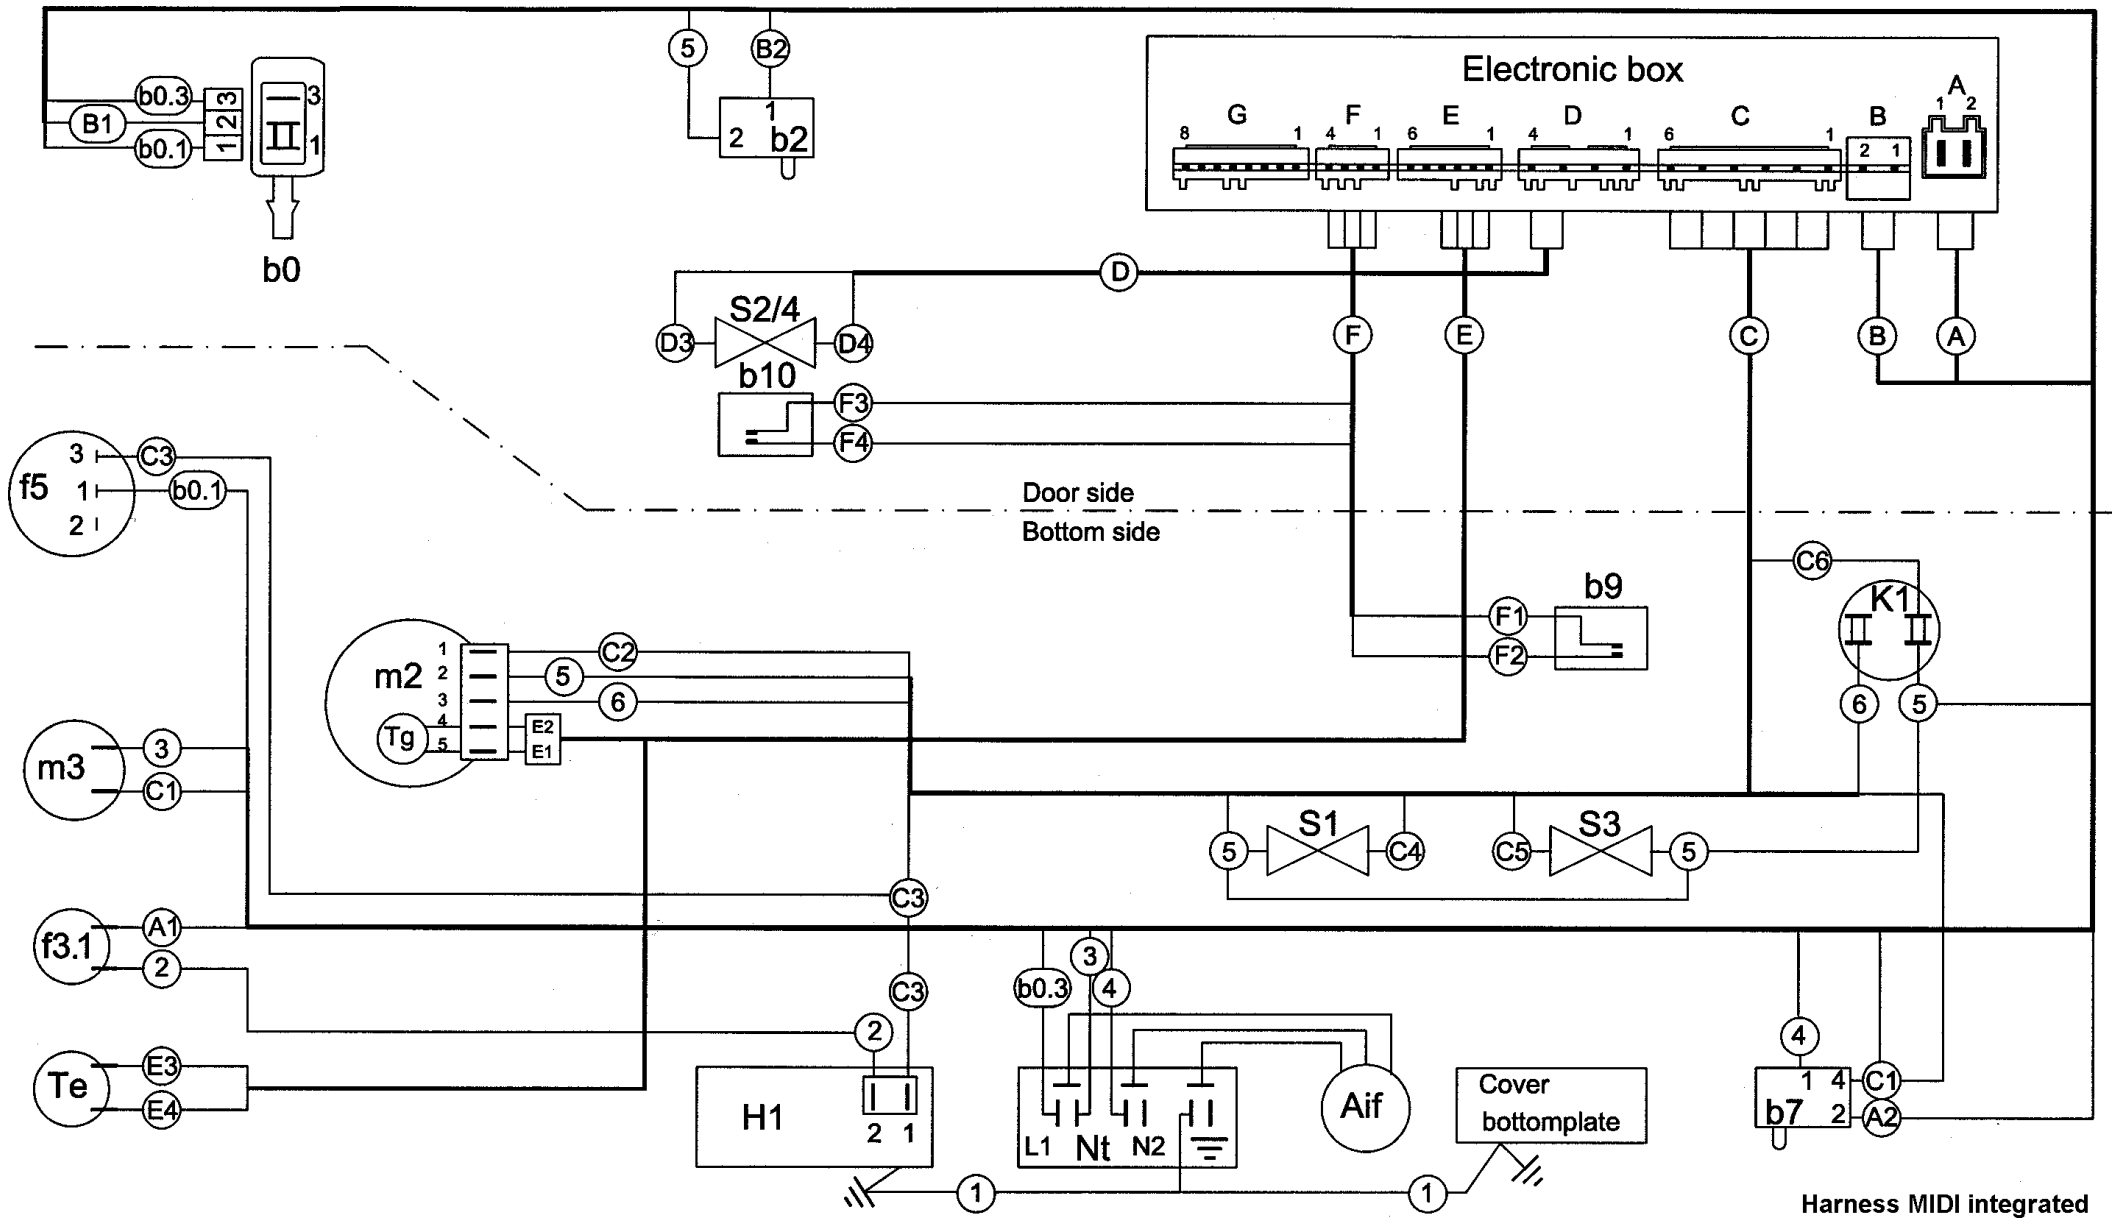 5 B2
b0.3 3
B1 2
b0.1 1
3
1
b0
1
2 b2
Electronic box
G F E D C B A
8 1 4 1 6 1 4 1 6 1 2 1 1 2
D
S2/4
D3 D4
F E C B A
b10
F3
F4
f5
3 C3
1 b0.1
2
Door side
Bottom side
C6
K1
b9
F1
F2
6 5
m2
1 C2
2 5
3 6
4 E2
5 E1
Tg
m3
3
C1
S1 S3
5 C4 C5 5
C3
f3.1
A1
2
C3
b0.3 3 4
2
Te
E3
E4
H1
2 1
L1 Nt N2
Aif
Cover
bottomplate
4
1 4 C1
b7 2 A2
1 1
Harness MIDI integrated